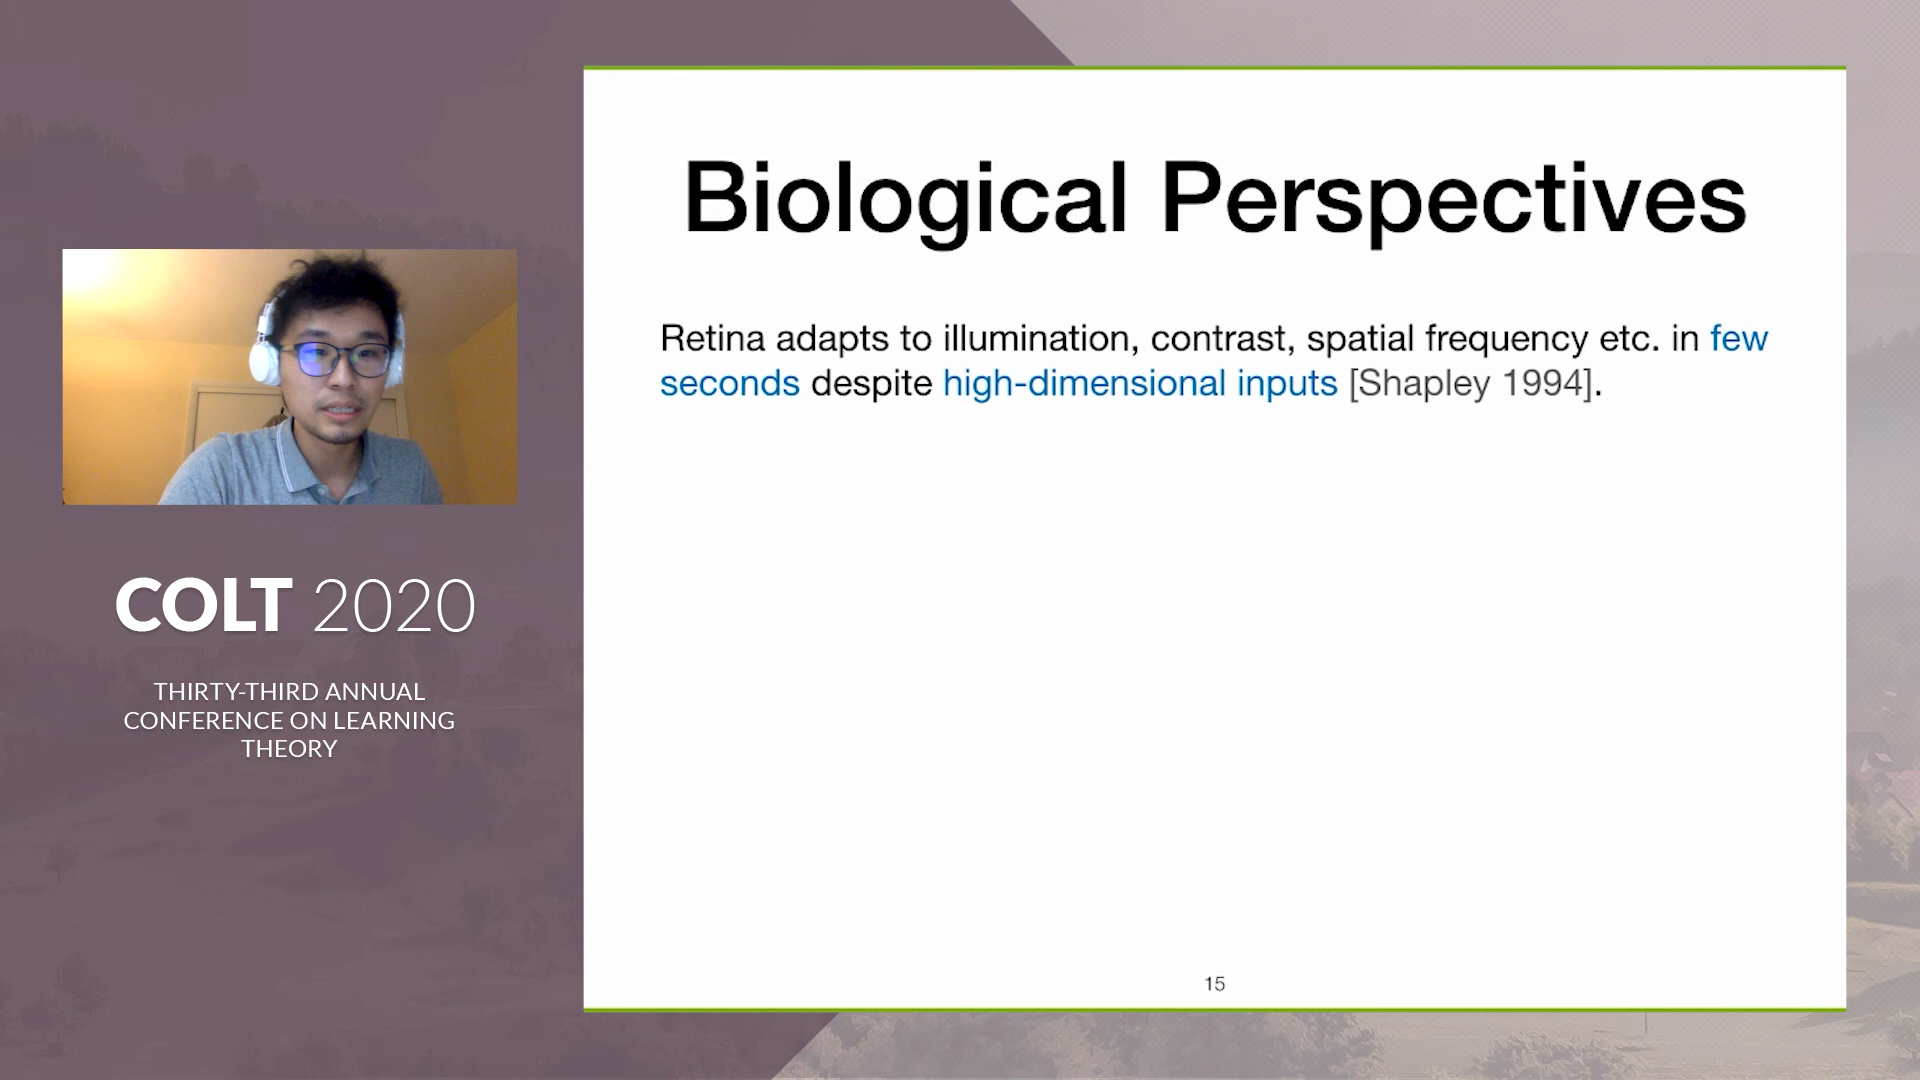 COLT 2020
THIRTY-THIRD ANNUAL
CONFERENCE ON LEARNING
THEORY
Biological Perspectives
Retina adapts to illumination, contrast, spatial frequency etc. in few
seconds despite high-dimensional inputs [Shapley 1994].
15